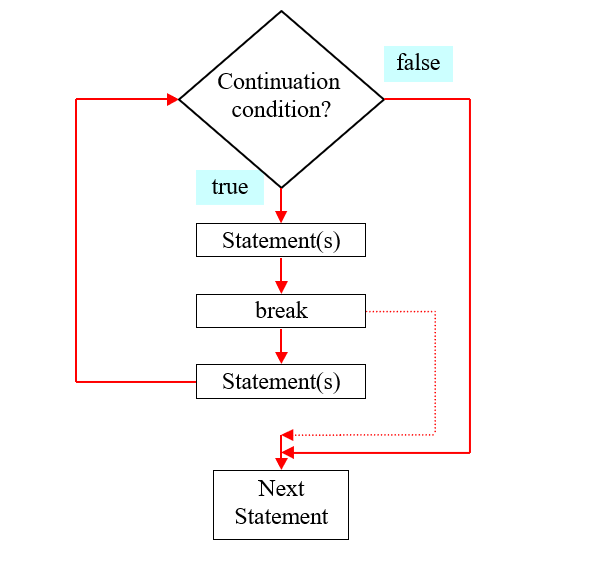 false
Continuation
condition?
true
Statement(s)
break
Statement(s)
Next
Statement